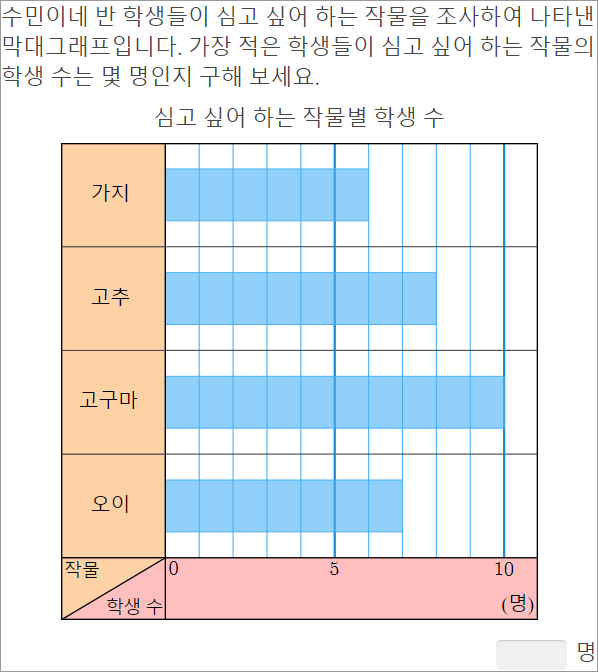 수민이네 반 학생들이 심고 싶어 하는 작물을 조사하여 나타낸
막대그래프입니다. 가장 적은 학생들이 심고 싶어 하는 작물의
학생 수는 몇 명인지 구해 보세요.
심고 싶어 하는 작물별 학생 수
가지
고추
고구마
오이
작물
학생 수
0 5 10
(명)
명